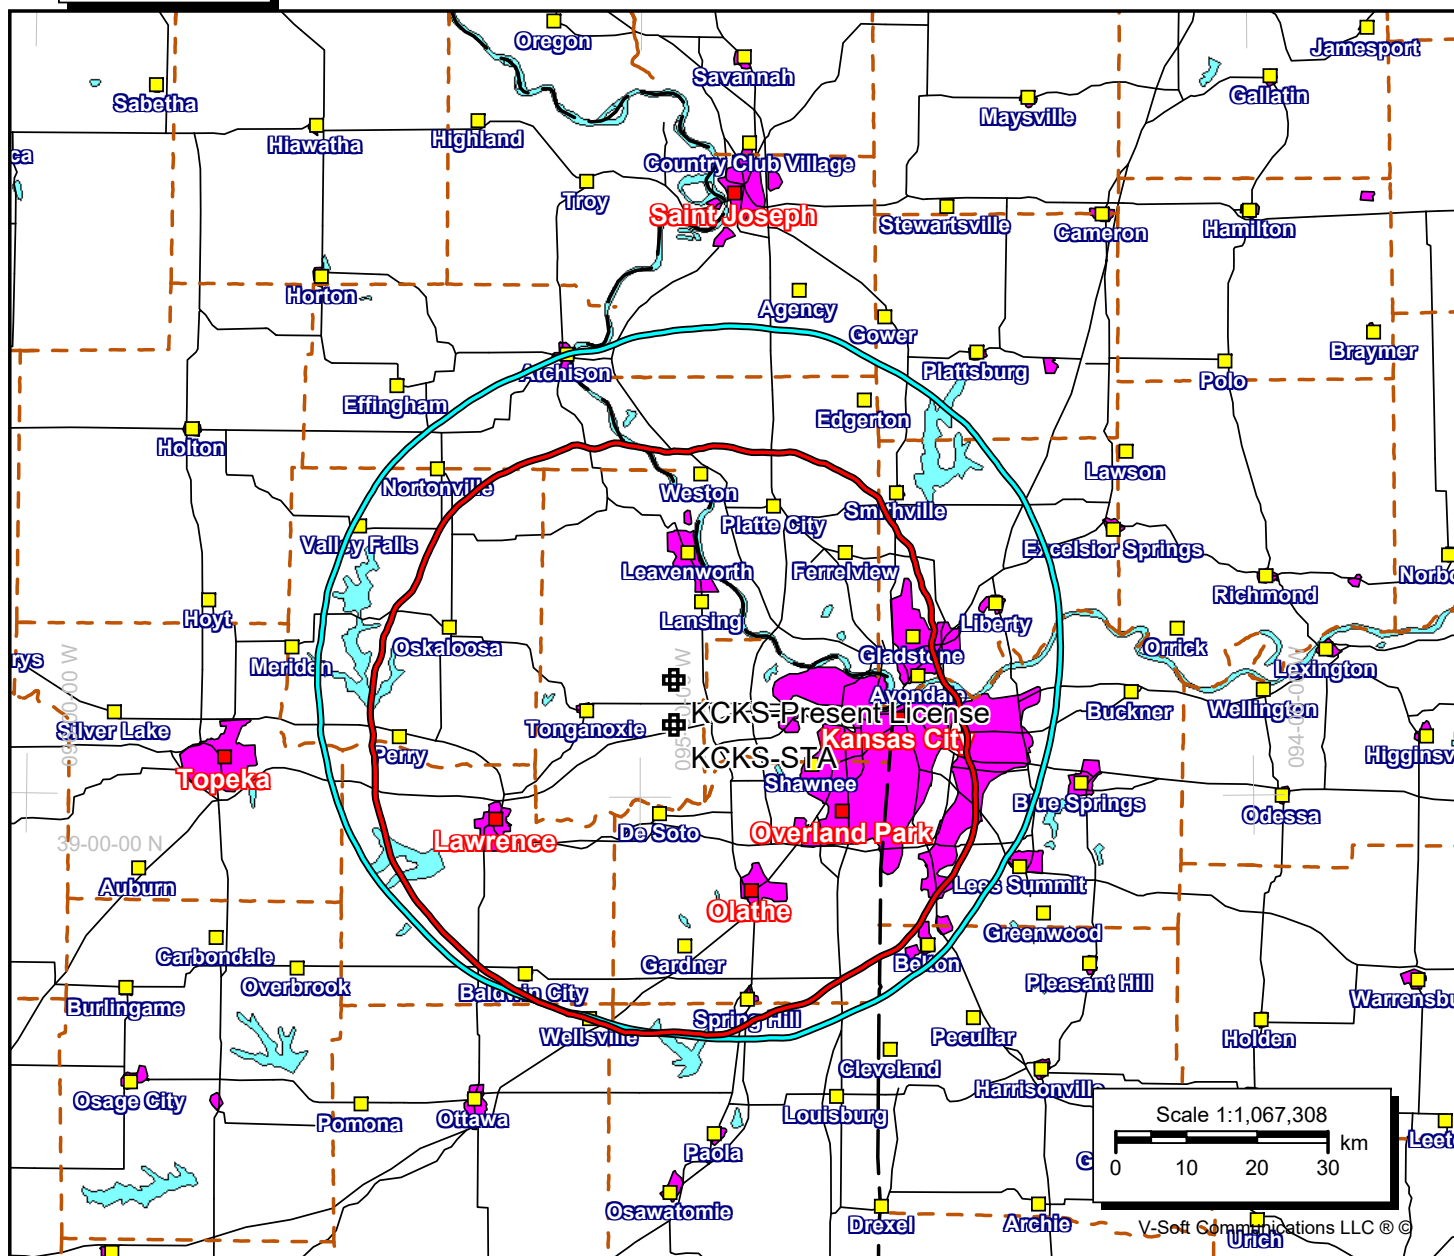 Oregon
Jamesport
Savannah
Sabetha
Gallatin
Maysville
Highland
Hiawatha
Country Club Village
Troy
Saint Joseph
Stewartsville
Cameron
Hamilton
Horton
Agency
Gower
Braymer
Plattsburg
Atchison
Polo
Effingham
Edgerton
Holton
Lawson
Nortonville
Weston
Smithville
Platte City
Valley Falls
Excelsior Springs
Leavenworth
Ferrelview
Richmond
Hoyt
Lansing
Liberty
Oskaloosa
Gladstone
Orrick
Meriden
Lexington
Avondale
Buckner
Wellington
KCKS-Present License
Silver Lake
Tonganoxie
Kansas City
Perry
KCKS-STA
Topeka
Shawnee
Blue Springs
Odessa
De Soto
Overland Park
Lawrence
39-00-00 N
Auburn
Lees Summit
Olathe
Greenwood
Carbondale
Gardner
Belton
Overbrook
Pleasant Hill
Baldwin City
Burlingame
Spring Hill
Wellsville
Peculiar
Holden
Cleveland
Harrisonville
Osage City
Louisburg
Pomona
Ottawa
Scale 1:1,067,308
km
0 10 20 30
Paola
Osawatomie
Drexel
Archie
V-Soft Communications LLC ® ©
Urich